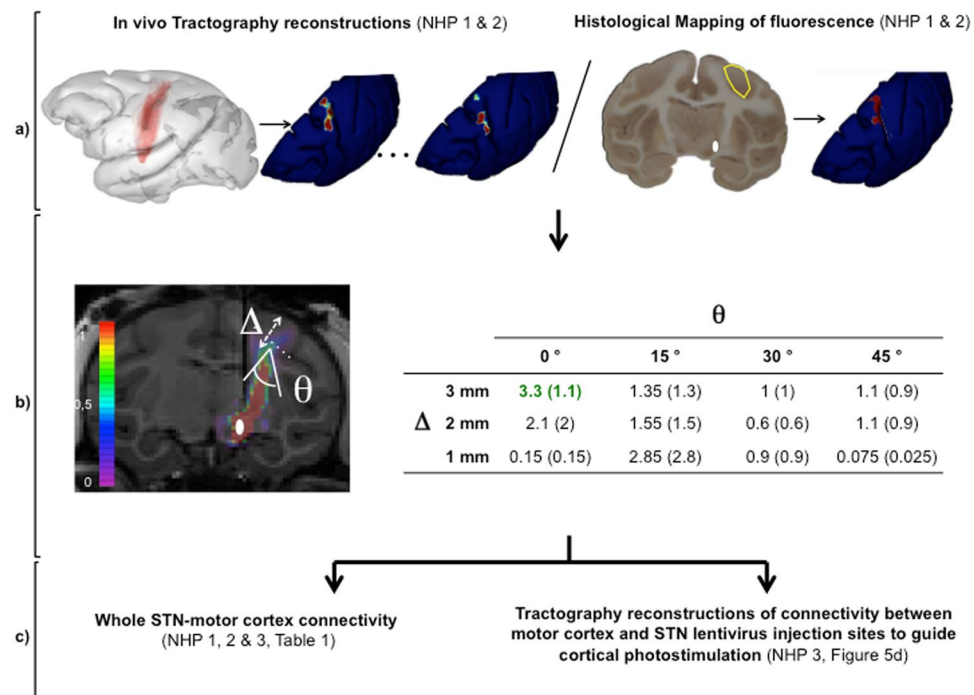 In vivo Tractography reconstructions (NHP 1 & 2)
Histological Mapping of fluorescence (NHP 1 & 2)
a)
b)
Δ
θ
1
0,5
0
θ
0 ° 15 ° 30 ° 45 °
3 mm 3.3 (1.1) 1.35 (1.3) 1 (1) 1.1 (0.9)
Δ 2 mm 2.1 (2) 1.55 (1.5) 0.6 (0.6) 1.1 (0.9)
1 mm 0.15 (0.15) 2.85 (2.8) 0.9 (0.9) 0.075 (0.025)
c)
Whole STN-motor cortex connectivity
(NHP 1, 2 & 3, Table 1)
Tractography reconstructions of connectivity between
motor cortex and STN lentivirus injection sites to guide
cortical photostimulation (NHP 3, Figure 5d)